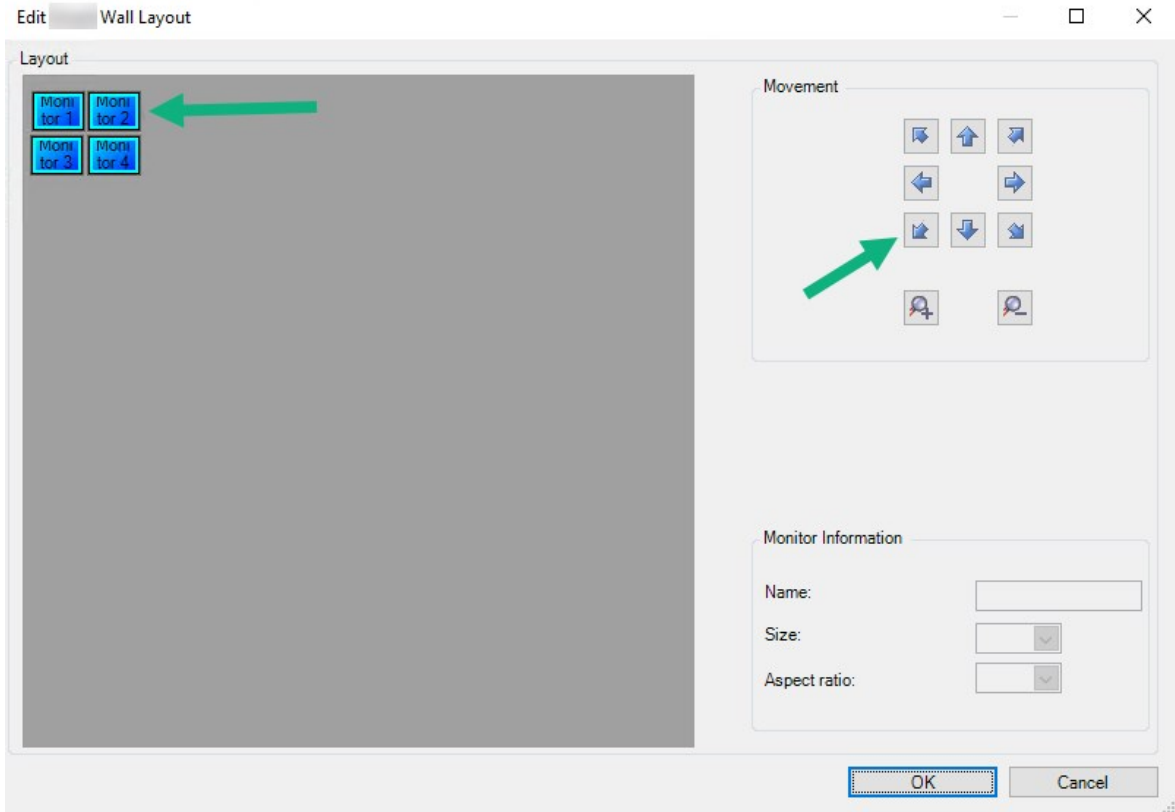 Edit Wall Layout
Layout
Moni
tor 1
Moni
tor 2
Moni
tor 3
Moni
tor 4
Movement
Monitor Information
Name:
Size:
Aspect ratio:
OK
Cancel